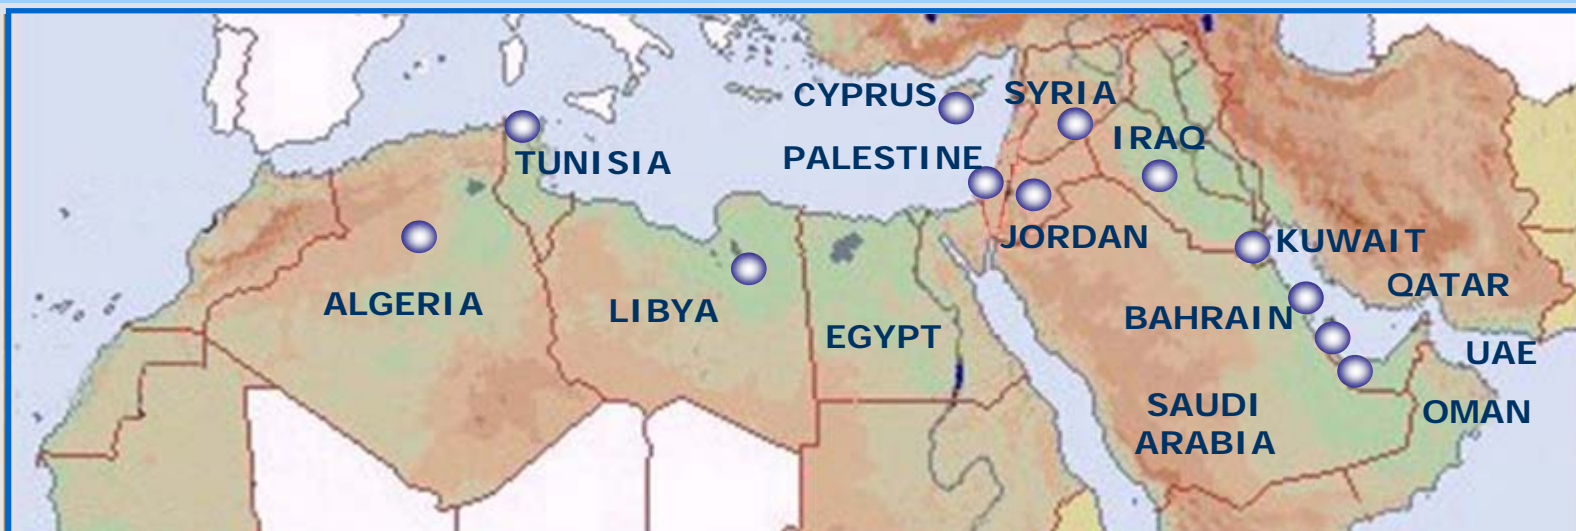 CYPRUS
SYRIA
IRAQ
TUNISIA
PALESTINE
JORDAN
KUWAIT
QATAR
ALGERIA
LIBYA
BAHRAIN
EGYPT
UAE
SAUDI
ARABIA
OMAN